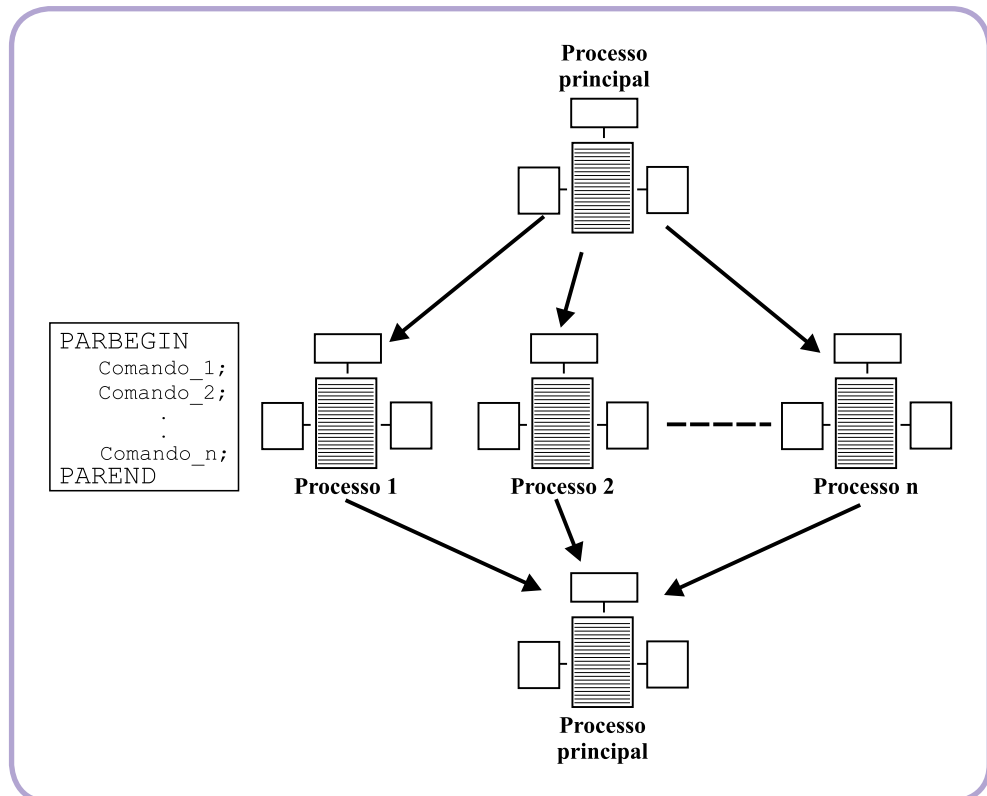 Processo
principal
PARBEGIN
Comando_1;
Comando_2;
.
.
Comando_n;
PAREND
Processo 1
Processo 2
Processo n
Processo
principal